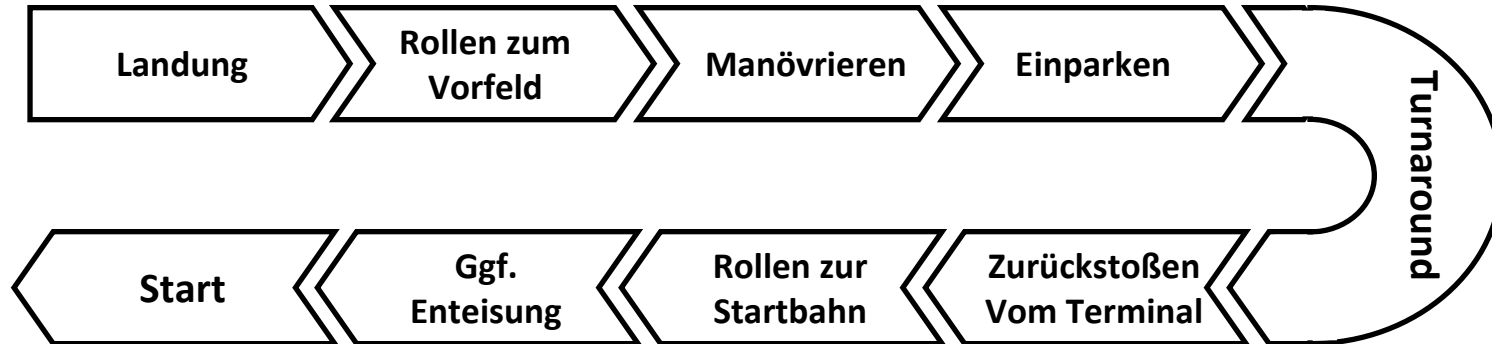 Landung
Rollen zum
Vorfeld
Manövrieren
Einparken
Turnaround
Zurückstoßen
Vom Terminal
Rollen zur
Startbahn
Ggf.
Enteisung
Start